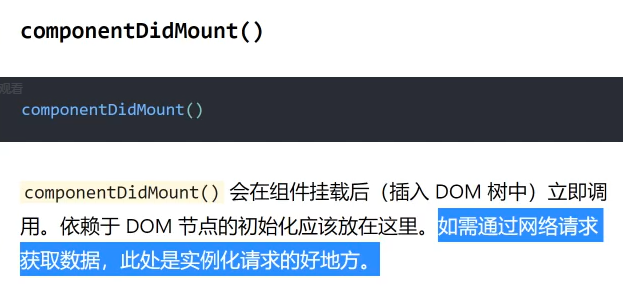 componentDidMount()
观看
componentDidMount()
componentDidMount() 会在组件挂载后（插入 DOM 树中）立即调
用。依赖于 DOM 节点的初始化应该放在这里。如需通过网络请求
获取数据，此处是实例化请求的好地方。